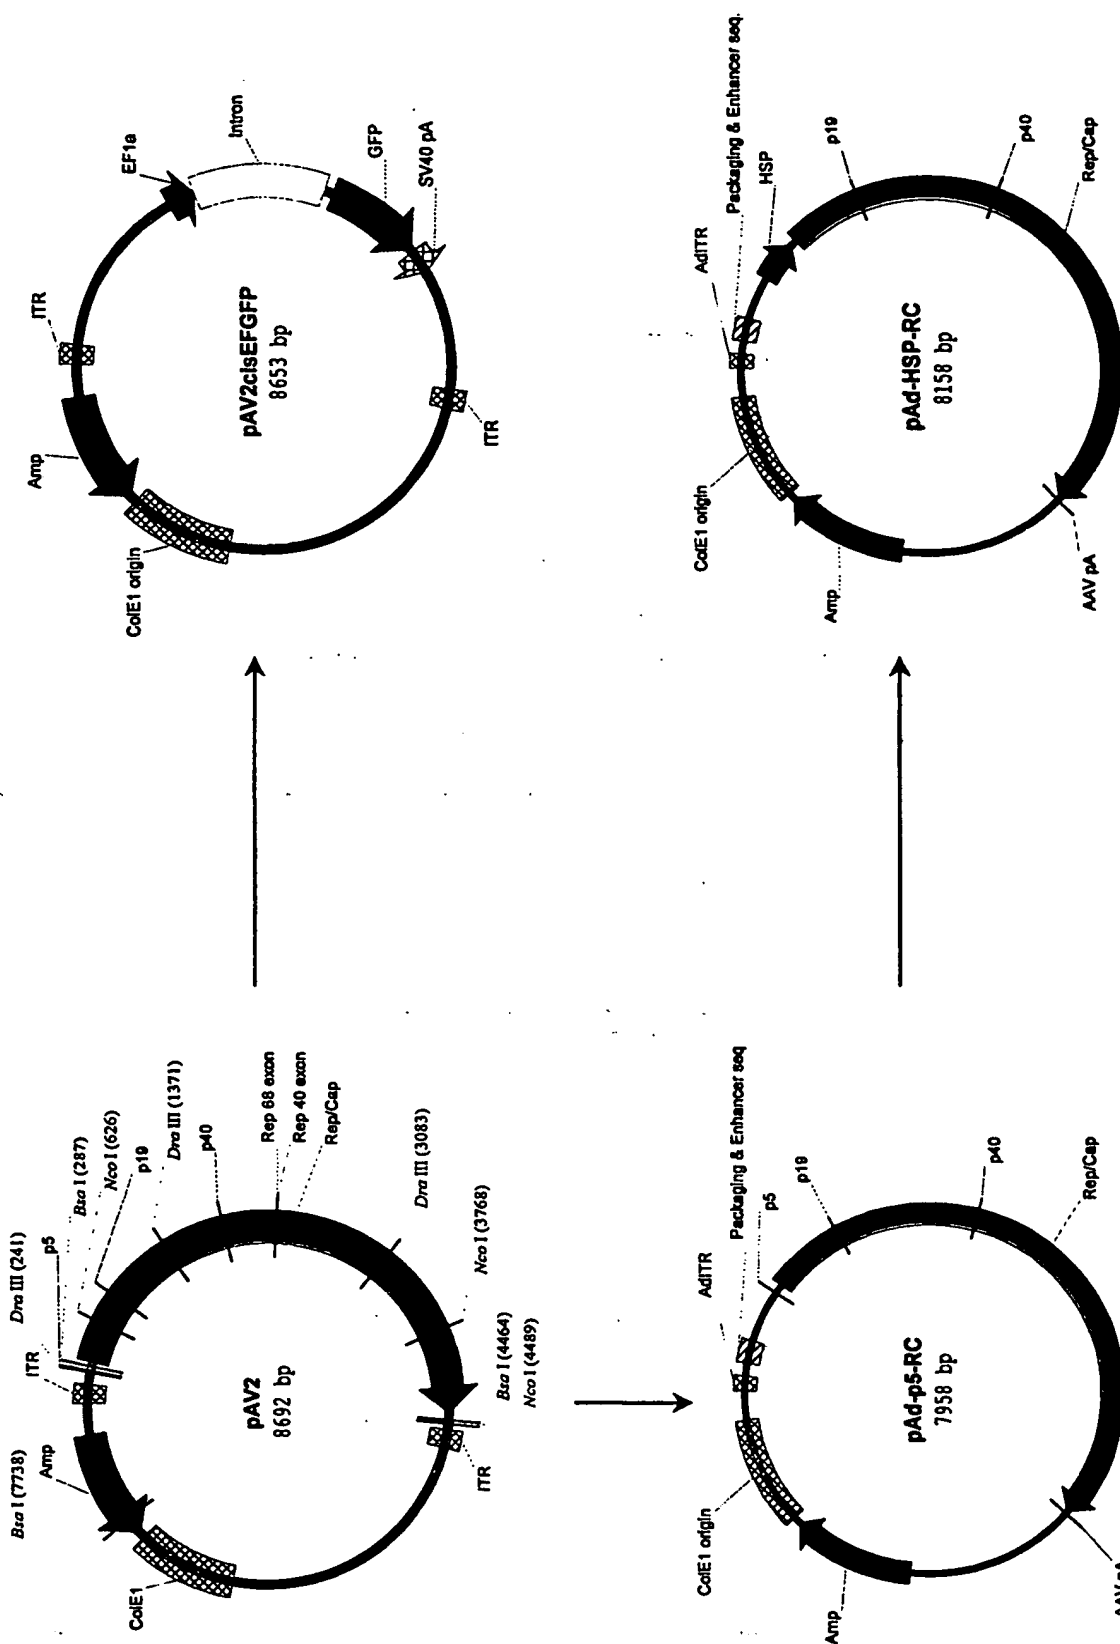 Dra III (241)
p5
Bsa I (287)
Nco I (626)
p19
Dra III (1371)
p40
Rep 68 exon
Rep 40 exon
Rep/Cap
Dra III (3083)
Nco I (3768)
Bsa I (4464)
Nco I (4489)
ITR
ColE1
Amp
Bsa I (7738)
ITR
pAV2
8692 bp
ITR
EF1a
Intron
GFP
SV40 pA
ITR
ColE1 origin
Amp
pAV2cisEFGFP
8653 bp
AdITR
Packaging & Enhancer seq
p5
p19
p40
Rep/Cap
AAV pA
Amp
ColE1 origin
pAd-p5-RC
7958 bp
AdITR
Packaging & Enhancer seq.
HSP
p19
p40
Rep/Cap
AAV pA
Amp
ColE1 origin
pAd-HSP-RC
8158 bp